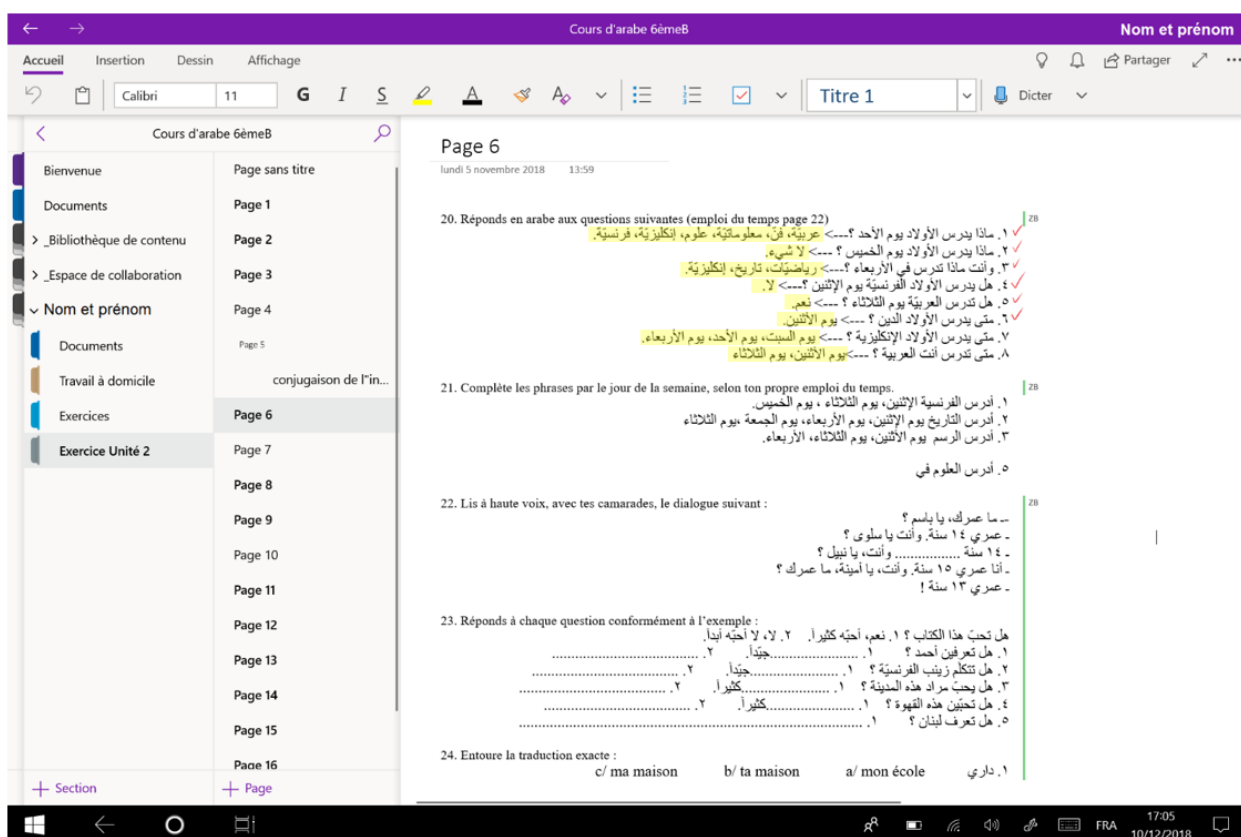 Cours d'arabe 6èmeB
Nom et prénom
Accueil Insertion Dessin Affichage
Partager
Calibri 11 G I S A Titre 1 Dicter
Cours d'arabe 6èmeB
Bienvenue
Documents
_Bibliothèque de contenu
_Espace de collaboration
Nom et prénom
Documents
Travail à domicile
Exercices
Exercice Unité 2
+ Section
Page sans titre
Page 1
Page 2
Page 3
Page 4
Page 5
conjugaison de l"in...
Page 6
Page 7
Page 8
Page 9
Page 10
Page 11
Page 12
Page 13
Page 14
Page 15
Page 16
+ Page
Page 6
lundi 5 novembre 2018 13:59
20. Réponds en arabe aux questions suivantes (emploi du temps page 22)
ZB
١. ماذا يدرس الأولاد يوم الأحد ؟---> عربيّة، فنّ، معلوماتيّة، علوم، إنكليزيّة، فرنسيّة.
٢. ماذا يدرس الأولاد يوم الخميس ؟ ---> لا شيء.
٣. وأنت ماذا تدرس في الأربعاء ؟---> رياضيّات، تاريخ، إنكليزيّة.
٤. هل يدرس الأولاد الفرنسيّة يوم الإثنين ؟---> لا.
٥. هل تدرس العربيّة يوم الثلاثاء ؟ ---> نعم.
٦. متى يدرس الأولاد الدين ؟ ---> يوم الأثنين.
٧. متى يدرس الأولاد الإنكليزية ؟ ---> يوم السبت، يوم الأحد، يوم الأربعاء.
٨. متى تدرس أنت العربية ؟ --->يوم الأثنين، يوم الثلاثاء
21. Complète les phrases par le jour de la semaine, selon ton propre emploi du temps.
ZB
١. أدرس الفرنسية الإثنين، يوم الثلاثاء ، يوم الخميس.
٢. أدرس التاريخ يوم الإثنين، يوم الأربعاء، يوم الجمعة ،يوم الثلاثاء
٣. أدرس الرسم يوم الأثنين، يوم الثلاثاء، الأربعاء.
٥. أدرس العلوم في
22. Lis à haute voix, avec tes camarades, le dialogue suivant :
ZB
-- ما عمرك، يا باسم ؟
- عمري ١٤ سنة. وأنت يا سلوى ؟
- ١٤ سنة ................. وأنت، يا نبيل ؟
- أنا عمري ١٥ سنة. وأنت، يا أمينة، ما عمرك ؟
- عمري ١٣ سنة !
23. Réponds à chaque question conformément à l'exemple :
هل تحبّ هذا الكتاب ؟ ١. نعم، أحبّه كثيراً. ٢. لا، لا أحبّه أبداً.
١. هل تعرفين أحمد ؟ ١. .......................جيّداً. ٢. ......................................
٢. هل تتكلّم زينب الفرنسيّة ؟ ١. .......................جيّداً. ٢. ......................................
٣. هل يحبّ مراد هذه المدينة ؟ ١. .......................كثيراً. ٢. ......................................
٤. هل تحبّين هذه القهوة ؟ ١. .......................كثيراً. ٢. ......................................
٥. هل تعرف لبنان ؟ ١. ..........................................................................................
24. Entoure la traduction exacte :
١. داري a/ mon école b/ ta maison c/ ma maison
FRA
17:05
10/12/2018